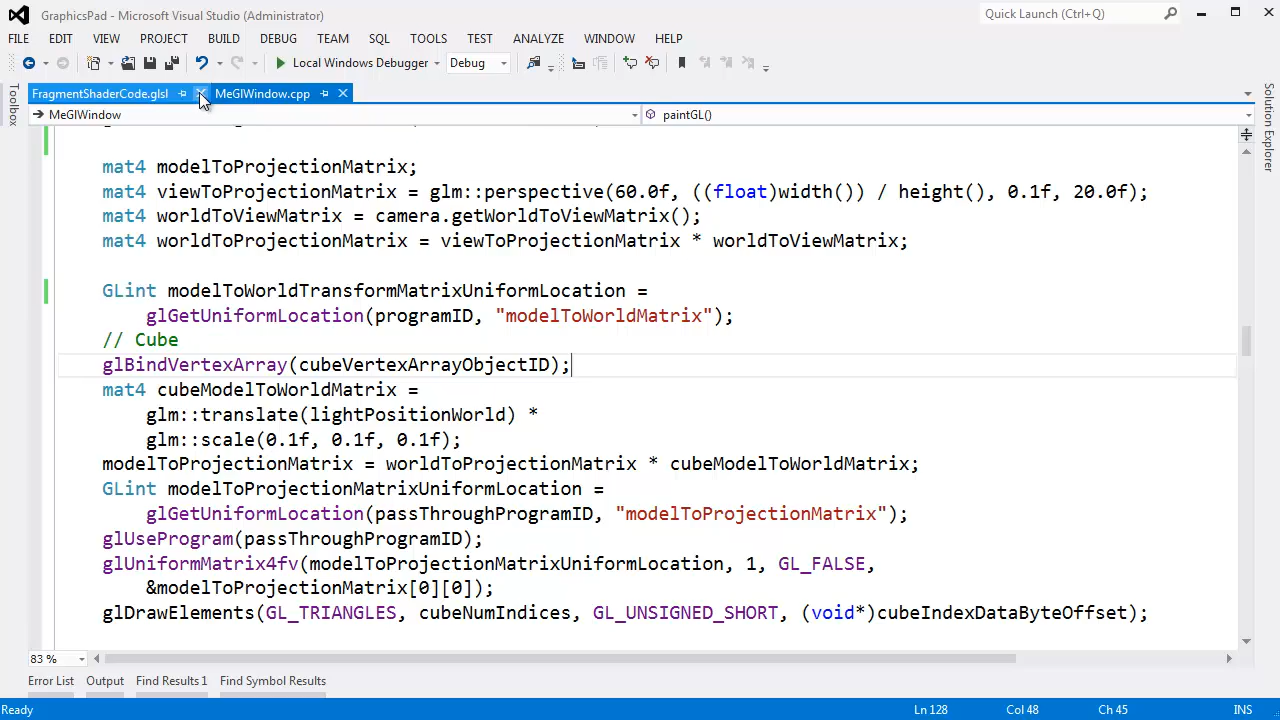 GraphicsPad - Microsoft Visual Studio (Administrator)
Quick Launch (Ctrl+Q)
FILE EDIT VIEW PROJECT BUILD DEBUG TEAM SQL TOOLS TEST ANALYZE WINDOW HELP
Local Windows Debugger Debug
FragmentShaderCode.glsl MeGlWindow.cpp
MeGlWindow paintGL()
Toolbox
Solution Explorer
mat4 modelToProjectionMatrix;
mat4 viewToProjectionMatrix = glm::perspective(60.0f, ((float)width()) / height(), 0.1f, 20.0f);
mat4 worldToViewMatrix = camera.getWorldToViewMatrix();
mat4 worldToProjectionMatrix = viewToProjectionMatrix * worldToViewMatrix;
GLint modelToWorldTransformMatrixUniformLocation =
glGetUniformLocation(programID, "modelToWorldMatrix");
// Cube
glBindVertexArray(cubeVertexArrayObjectID);
mat4 cubeModelToWorldMatrix =
glm::translate(lightPositionWorld) *
glm::scale(0.1f, 0.1f, 0.1f);
modelToProjectionMatrix = worldToProjectionMatrix * cubeModelToWorldMatrix;
GLint modelToProjectionMatrixUniformLocation =
glGetUniformLocation(passThroughProgramID, "modelToProjectionMatrix");
glUseProgram(passThroughProgramID);
glUniformMatrix4fv(modelToProjectionMatrixUniformLocation, 1, GL_FALSE,
&modelToProjectionMatrix[0][0]);
glDrawElements(GL_TRIANGLES, cubeNumIndices, GL_UNSIGNED_SHORT, (void*)cubeIndexDataByteOffset);
83 %
Error List Output Find Results 1 Find Symbol Results
Ready Ln 128 Col 48 Ch 45 INS